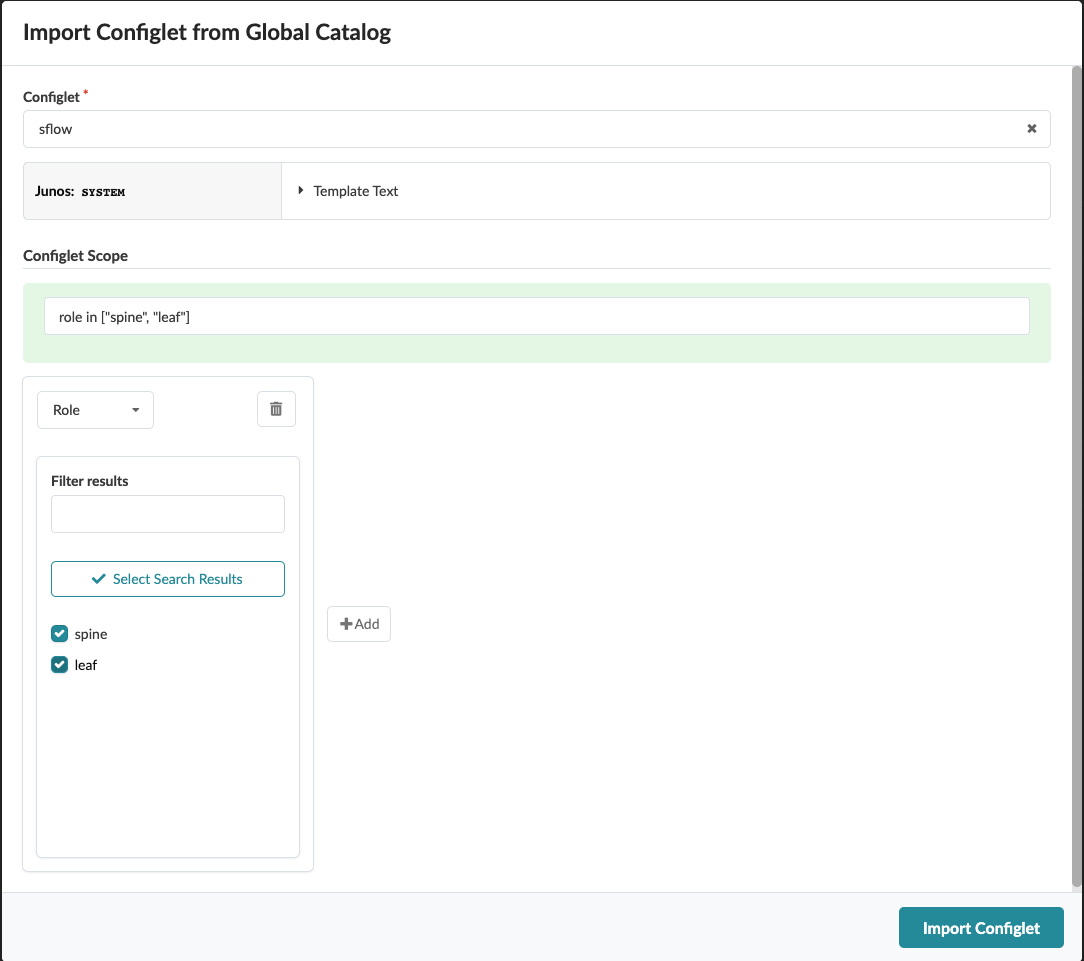 Import Configlet from Global Catalog
Configlet *
sflow
Junos: SYSTEM
Template Text
Configlet Scope
role in ["spine", "leaf"]
Role
Filter results
Select Search Results
spine
Add
leaf
Import Configlet